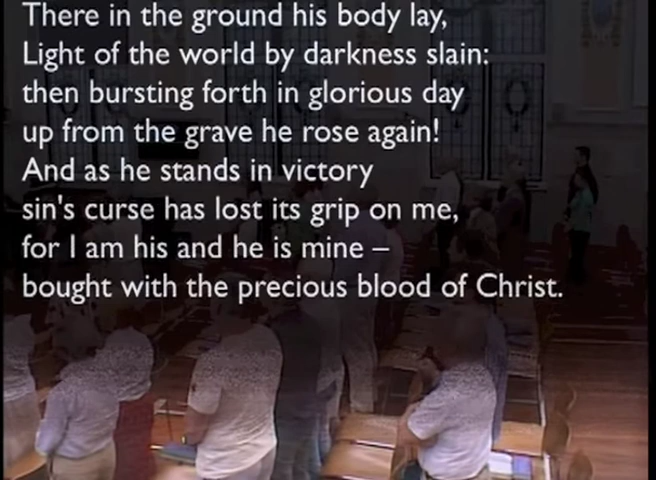 There in the ground his body lay,
Light of the world by darkness slain:
then bursting forth in glorious day
up from the grave he rose again!
And as he stands in victory
sin's curse has lost its grip on me,
for I am his and he is mine –
bought with the precious blood of Christ.